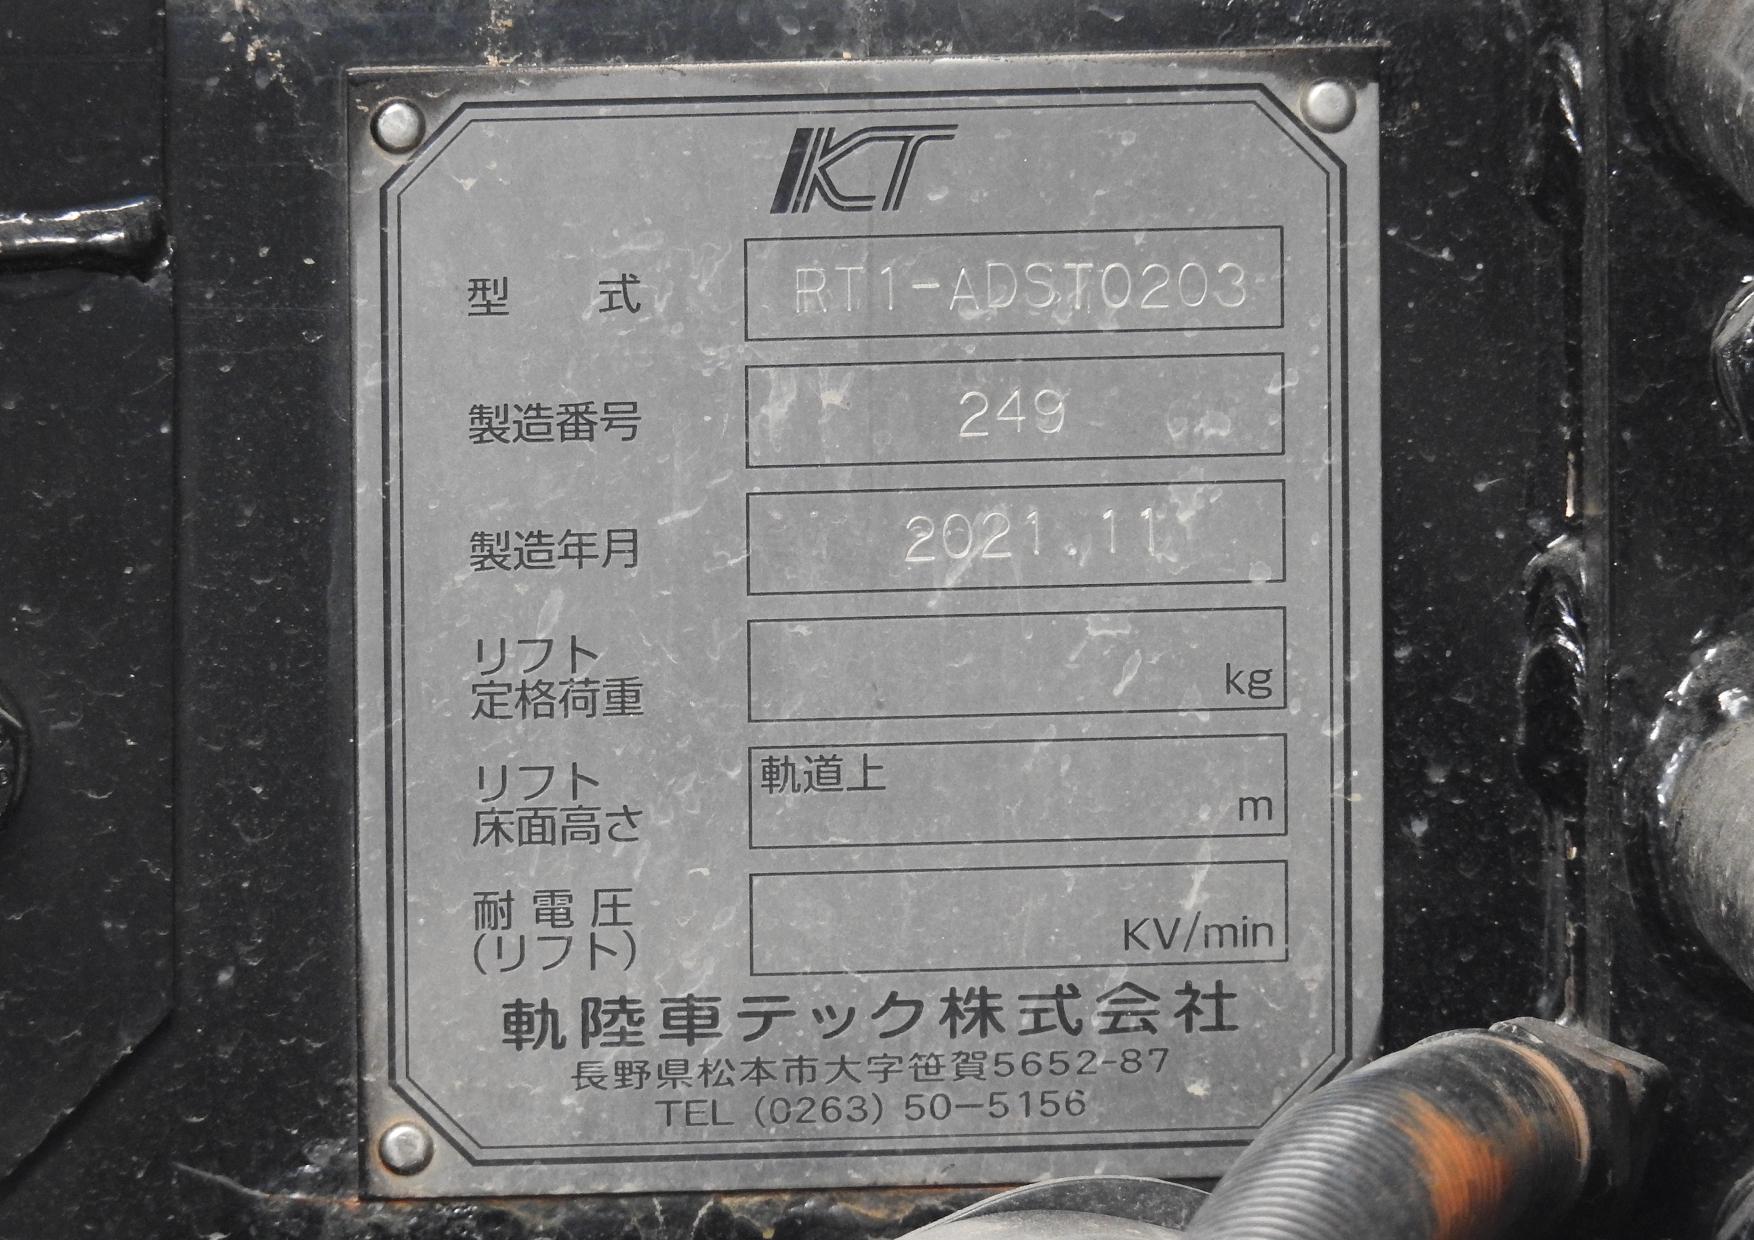 KT
型式 RT1-ADST0203
製造番号 249
製造年月 2021.11
リフト
定格荷重 kg
リフト 軌道上
床面高さ m
耐電圧
(リフト) KV/min
軌陸車テック株式会社
長野県松本市大字笹賀5652-87
TEL (0263) 50-5156